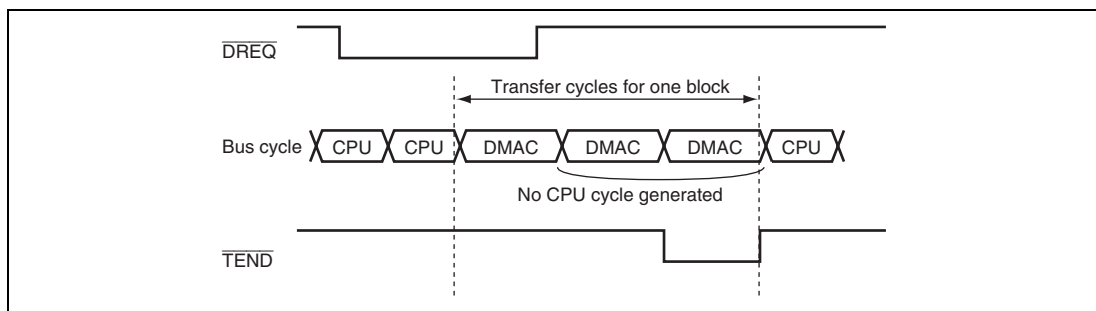 DREQ
Transfer cycles for one block
Bus cycle CPU CPU DMAC DMAC DMAC CPU
No CPU cycle generated
TEND